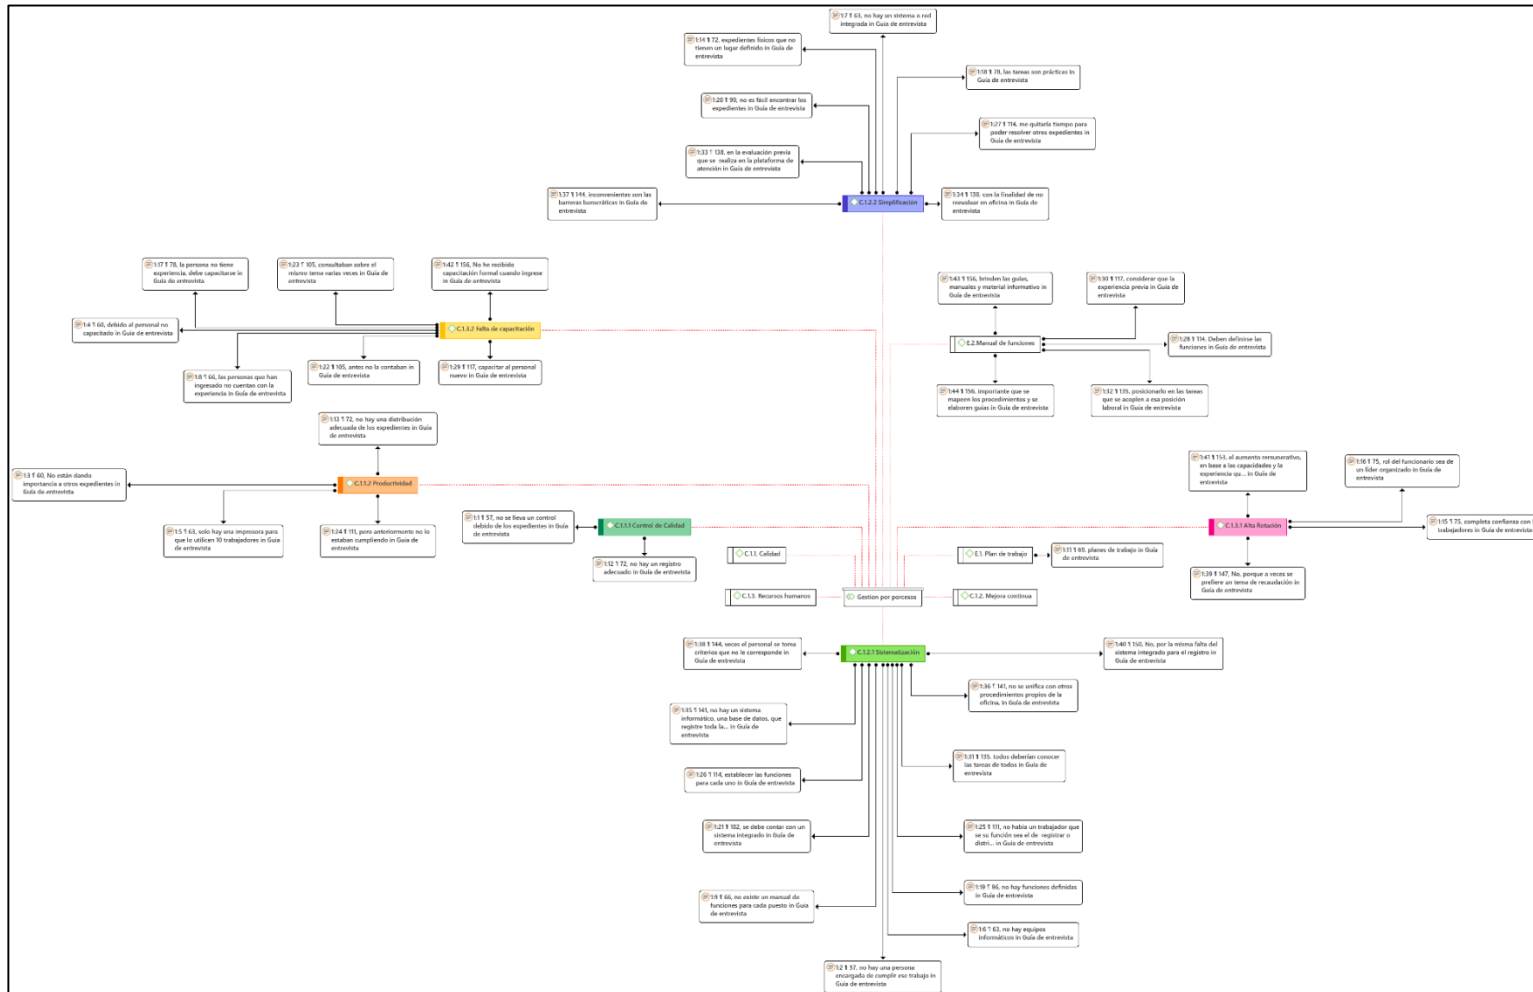 1:7 ¶ 63, no hay un sistema o red
integrada in Guía de entrevista
1:14 ¶ 72, expedientes físicos que no
tienen un lugar definido in Guía de
entrevista
1:18 ¶ 78, las tareas son prácticas in
Guía de entrevista
1:20 ¶ 99, no es fácil encontrar los
expedientes in Guía de entrevista
1:27 ¶ 114, me quitaría tiempo para
poder resolver otros expedientes in
Guía de entrevista
1:33 ¶ 138, en la evaluación previa
que se realiza en la plataforma de
atención in Guía de entrevista
1:37 ¶ 144, inconvenientes son las
barreras burocráticas in Guía de
entrevista
C.1.2.2 Simplificación
1:34 ¶ 138, con la finalidad de no
reevaluar en oficina in Guía de
entrevista
1:17 ¶ 78, la persona no tiene
experiencia, debe capacitarse in
Guía de entrevista
1:23 ¶ 105, consultaban sobre el
mismo tema varias veces in Guía de
entrevista
1:42 ¶ 156, No he recibido
capacitación formal cuando ingrese
in Guía de entrevista
1:4 ¶ 60, debido al personal no
capacitado in Guía de entrevista
C.1.3.2 Falta de capacitación
1:8 ¶ 66, las personas que han
ingresado no cuentan con la
experiencia in Guía de entrevista
1:22 ¶ 105, antes no la contaban in
Guía de entrevista
1:29 ¶ 117, capacitar al personal
nuevo in Guía de entrevista
1:43 ¶ 156, brinden las guías,
manuales y material informativo in
Guía de entrevista
1:30 ¶ 117, considerar que la
experiencia previa in Guía de
entrevista
E.2.Manual de funciones
1:28 ¶ 114, Deben definirse las
funciones in Guía de entrevista
1:44 ¶ 156, importante que se
mapeen los procedimientos y se
elaboren guías in Guía de entrevista
1:32 ¶ 135, posicionarlo en las tareas
que se acoplen a esa posición
laboral in Guía de entrevista
1:13 ¶ 72, no hay una distribución
adecuada de los expedientes in Guía
de entrevista
1:3 ¶ 60, No están dando
importancia a otros expedientes in
Guía de entrevista
C.1.1.2 Productividad
1:5 ¶ 63, solo hay una impresora para
que lo utilicen 10 trabajadores in Guía
de entrevista
1:24 ¶ 111, pero anteriormente no lo
estaban cumpliendo in Guía de
entrevista
1:1 ¶ 57, no se lleva un control
debido de los expedientes in Guía
de entrevista
C.1.1.1 Control de Calidad
1:12 ¶ 72, no hay un registro
adecuado in Guía de entrevista
1:41 ¶ 153, el aumento remunerativo,
en base a las capacidades y la
experiencia qu... in Guía de
entrevista
1:16 ¶ 75, rol del funcionario sea de
un líder organizado in Guía de
entrevista
C.1.3.1 Alta Rotación
1:15 ¶ 75, completa confianza con l
trabajadores in Guía de entrevista
1:39 ¶ 147, No, porque a veces se
prefiere un tema de recaudación in
Guía de entrevista
C.1.1. Calidad
E.1. Plan de trabajo
1:11 ¶ 69, planes de trabajo in Guía
de entrevista
C.1.3. Recursos humanos
Gestion por porcesos
C.1.2. Mejora continua
1:38 ¶ 144, veces el personal se toma
criterios que no le corresponde in
Guía de entrevista
C.1.2.1 Sistematización
1:40 ¶ 150, No, por la misma falta del
sistema integrado para el registro in
Guía de entrevista
1:36 ¶ 141, no se unifica con otros
procedimientos propios de la
oficina, in Guía de entrevista
1:35 ¶ 141, no hay un sistema
informático, una base de datos, que
registre toda la... in Guía de
entrevista
1:31 ¶ 135, todos deberían conocer
las tareas de todos in Guía de
entrevista
1:26 ¶ 114, establecer las funciones
para cada uno in Guía de entrevista
1:21 ¶ 102, se debe contar con un
sistema integrado in Guía de
entrevista
1:25 ¶ 111, no había un trabajador que
se su función sea el de registrar o
distri... in Guía de entrevista
1:9 ¶ 66, no existe un manual de
funciones para cada puesto in Guía
de entrevista
1:19 ¶ 96, no hay funciones definidas
in Guía de entrevista
1:6 ¶ 63, no hay equipos
informáticos in Guía de entrevista
1:2 ¶ 57, no hay una persona
encargada de cumplir ese trabajo in
Guía de entrevista